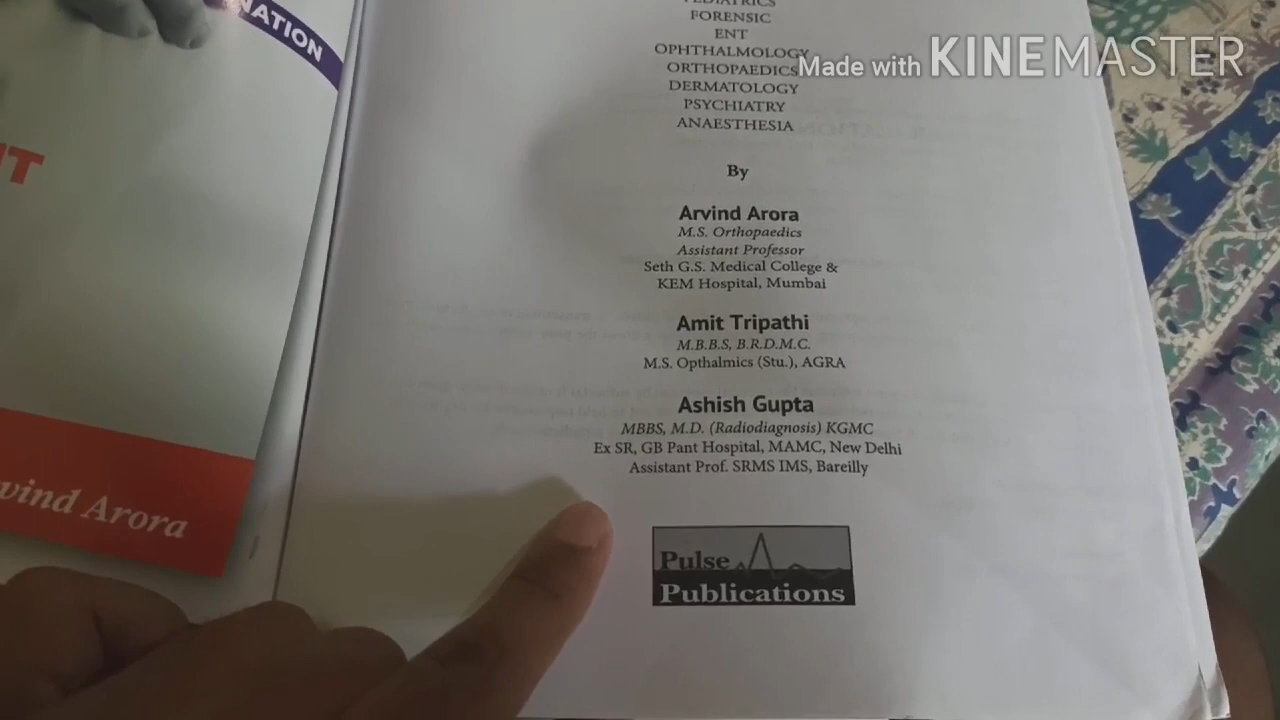 NATION
IT
vind Arora
PEDIATRICS
FORENSIC
ENT
OPHTHALMOLOGY
ORTHOPAEDICS
DERMATOLOGY
PSYCHIATRY
ANAESTHESIA
Made with KINEMASTER
By
Arvind Arora
M.S. Orthopaedics
Assistant Professor
Seth G.S. Medical College &
KEM Hospital, Mumbai
Amit Tripathi
M.B.B.S, B.R.D.M.C.
M.S. Opthalmics (Stu.), AGRA
Ashish Gupta
MBBS, M.D. (Radiodiagnosis) KGMC
Ex SR, GB Pant Hospital, MAMC, New Delhi
Assistant Prof. SRMS IMS, Bareilly
Pulse
Publications